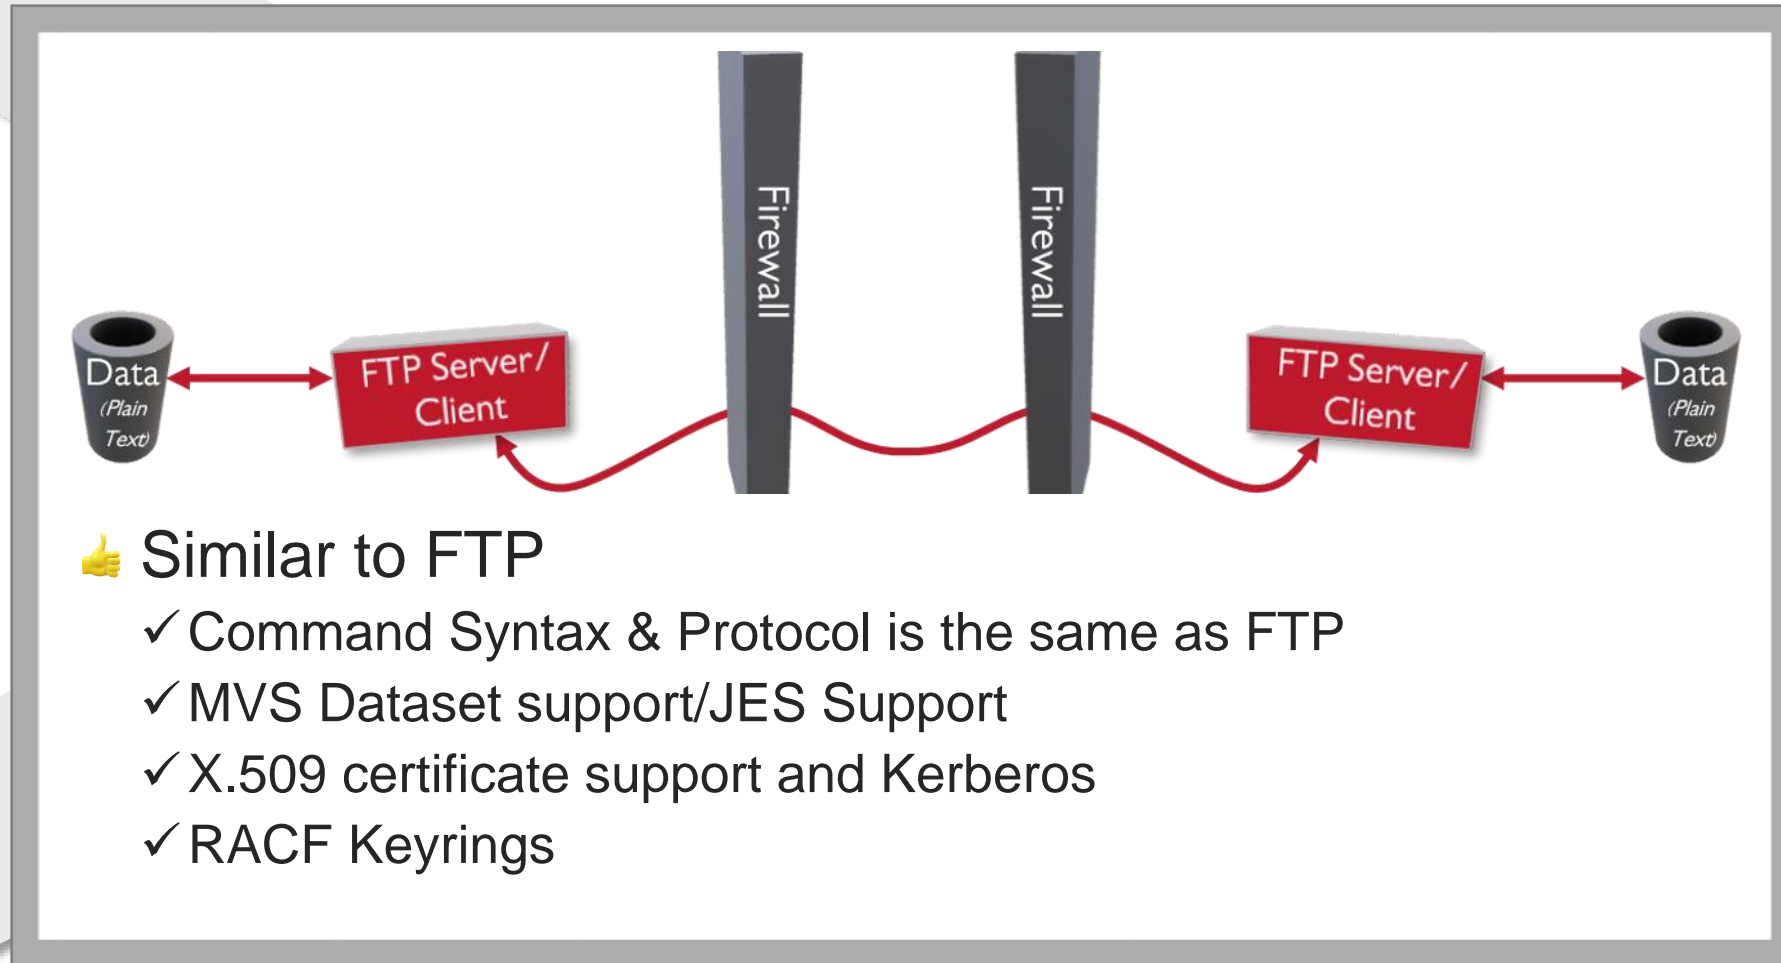 Firewall
Firewall
Data
(Plain
Text)
FTP Server/
Client
FTP Server/
Client
Data
(Plain
Text)
Similar to FTP
✓ Command Syntax & Protocol is the same as FTP
✓ MVS Dataset support/JES Support
✓ X.509 certificate support and Kerberos
✓ RACF Keyrings